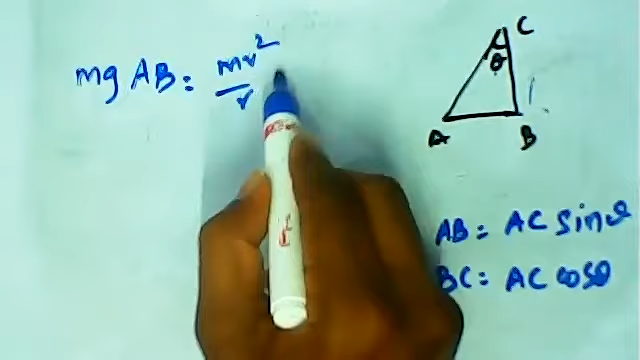 mg AB = mv²
r
C
θ
A
B
AB = AC sinθ
BC = AC cosθ